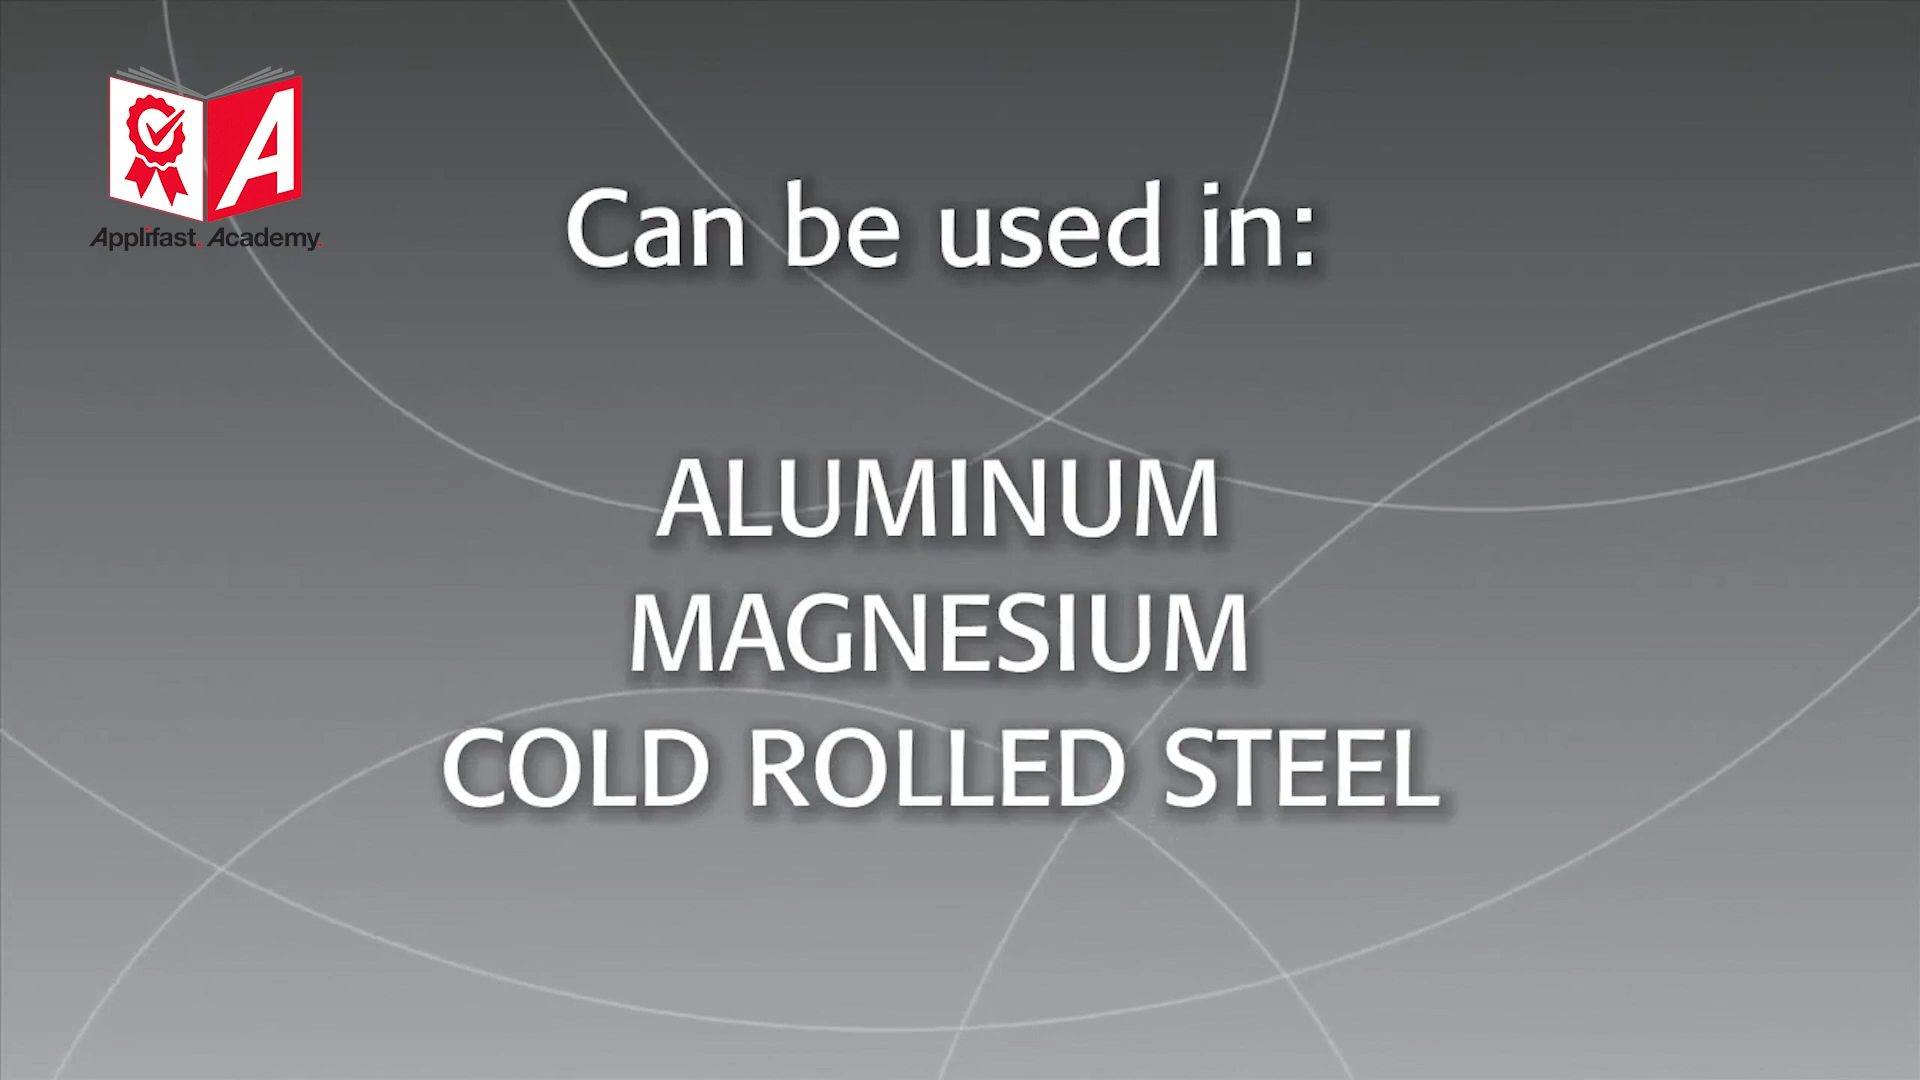 Applifast. Academy.
Can be used in:
ALUMINUM
MAGNESIUM
COLD ROLLED STEEL